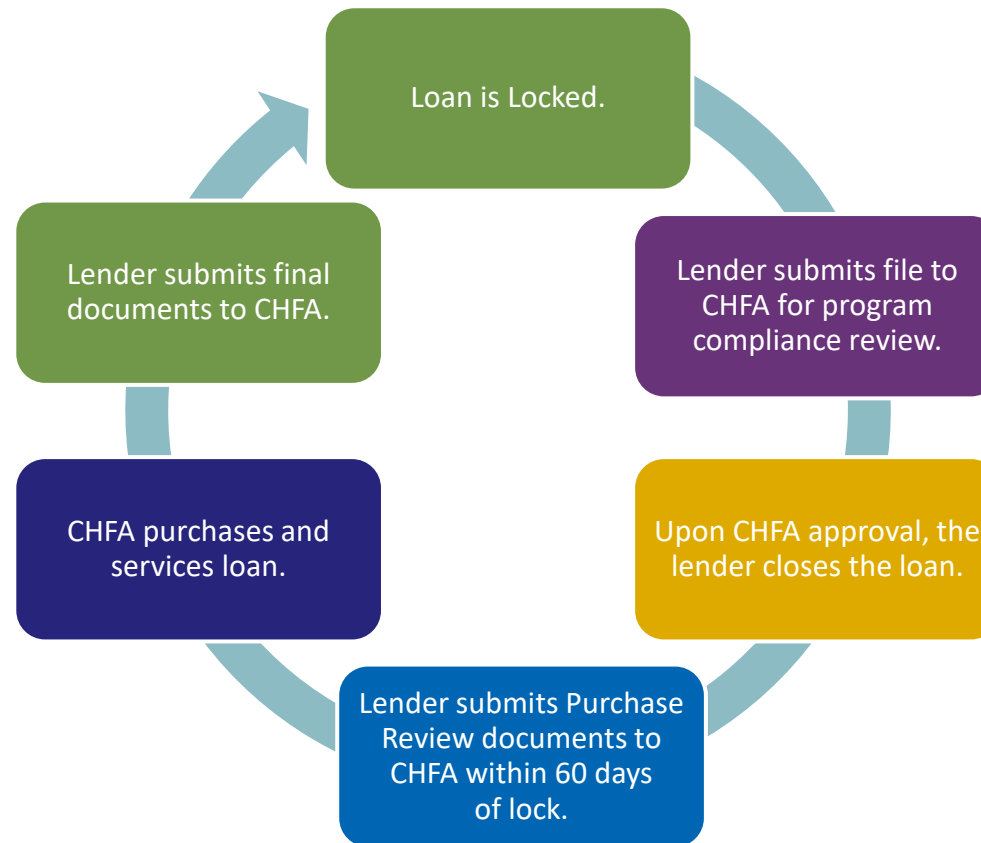 Loan is Locked.
Lender submits file to
CHFA for program
compliance review.
Upon CHFA approval, the
lender closes the loan.
Lender submits Purchase
Review documents to
CHFA within 60 days
of lock.
CHFA purchases and
services loan.
Lender submits final
documents to CHFA.